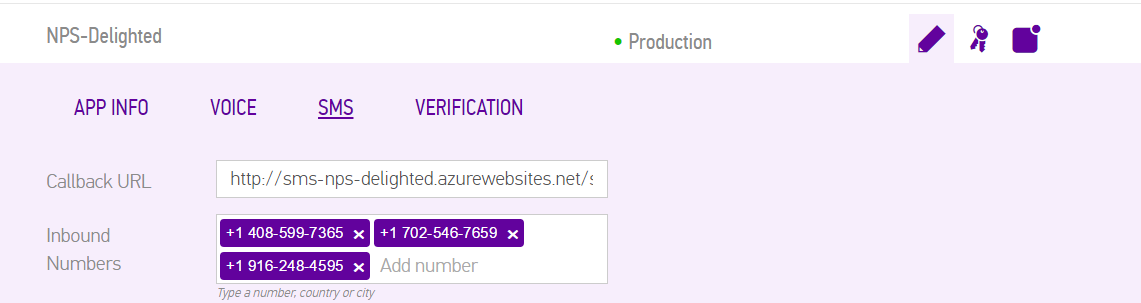 NPS-Delighted
Production
APP INFO VOICE SMS VERIFICATION
Callback URL http://sms-nps-delighted.azurewebsites.net/
Inbound Numbers
+1 408-599-7365 × +1 702-546-7659 ×
+1 916-248-4595 × Add number
Type a number, country or city